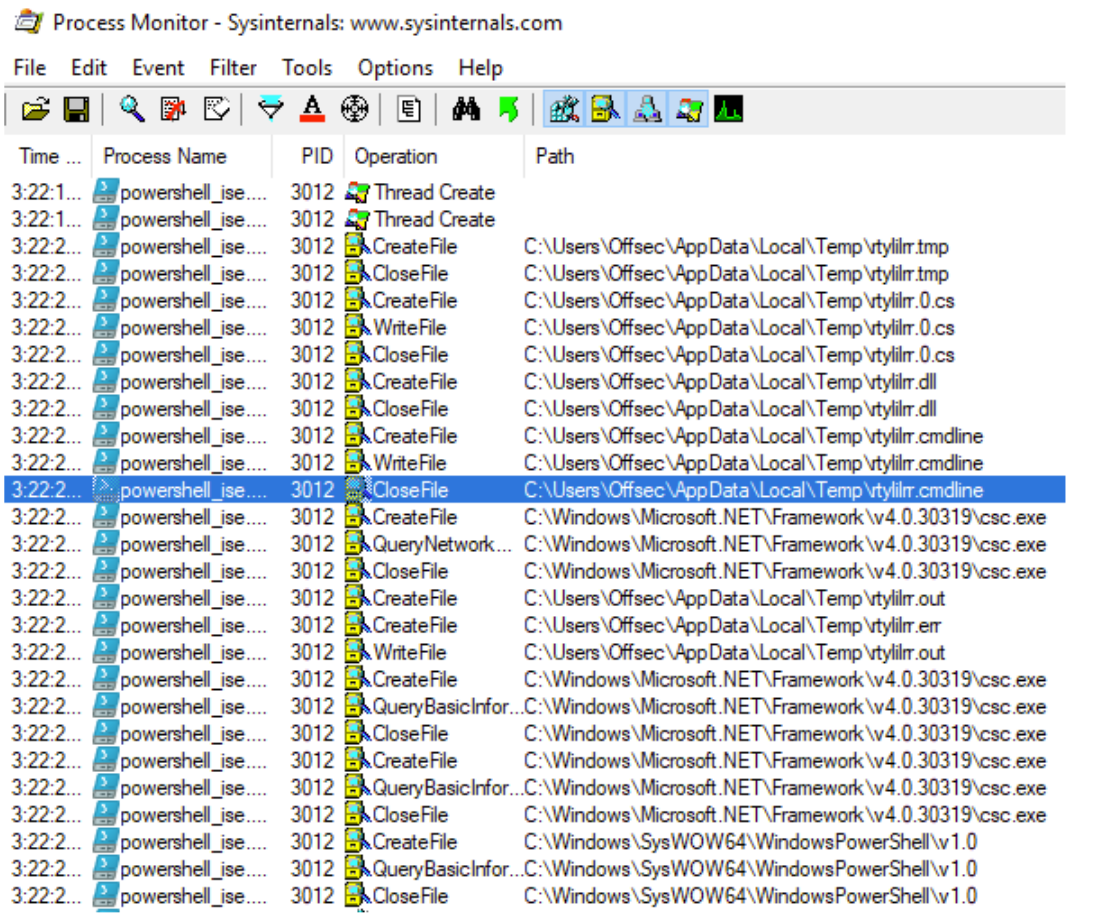 Process Monitor - Sysinternals: www.sysinternals.com
File Edit Event Filter Tools Options Help
Time ... Process Name PID Operation Path
3:22:1... powershell_ise.... 3012 Thread Create
3:22:1... powershell_ise.... 3012 Thread Create
3:22:2... powershell_ise.... 3012 CreateFile C:\Users\Offsec\AppData\Local\Temp\rtylilrr.tmp
3:22:2... powershell_ise.... 3012 CloseFile C:\Users\Offsec\AppData\Local\Temp\rtylilrr.tmp
3:22:2... powershell_ise.... 3012 CreateFile C:\Users\Offsec\AppData\Local\Temp\rtylilrr.0.cs
3:22:2... powershell_ise.... 3012 WriteFile C:\Users\Offsec\AppData\Local\Temp\rtylilrr.0.cs
3:22:2... powershell_ise.... 3012 CloseFile C:\Users\Offsec\AppData\Local\Temp\rtylilrr.0.cs
3:22:2... powershell_ise.... 3012 CreateFile C:\Users\Offsec\AppData\Local\Temp\rtylilrr.dll
3:22:2... powershell_ise.... 3012 CloseFile C:\Users\Offsec\AppData\Local\Temp\rtylilrr.dll
3:22:2... powershell_ise.... 3012 CreateFile C:\Users\Offsec\AppData\Local\Temp\rtylilrr.cmdline
3:22:2... powershell_ise.... 3012 WriteFile C:\Users\Offsec\AppData\Local\Temp\rtylilrr.cmdline
3:22:2... powershell_ise.... 3012 CloseFile C:\Users\Offsec\AppData\Local\Temp\rtylilrr.cmdline
3:22:2... powershell_ise.... 3012 CreateFile C:\Windows\Microsoft.NET\Framework\v4.0.30319\csc.exe
3:22:2... powershell_ise.... 3012 QueryNetwork... C:\Windows\Microsoft.NET\Framework\v4.0.30319\csc.exe
3:22:2... powershell_ise.... 3012 CloseFile C:\Windows\Microsoft.NET\Framework\v4.0.30319\csc.exe
3:22:2... powershell_ise.... 3012 CreateFile C:\Users\Offsec\AppData\Local\Temp\rtylilrr.out
3:22:2... powershell_ise.... 3012 CreateFile C:\Users\Offsec\AppData\Local\Temp\rtylilrr.err
3:22:2... powershell_ise.... 3012 WriteFile C:\Users\Offsec\AppData\Local\Temp\rtylilrr.out
3:22:2... powershell_ise.... 3012 CreateFile C:\Windows\Microsoft.NET\Framework\v4.0.30319\csc.exe
3:22:2... powershell_ise.... 3012 QueryBasicInfor... C:\Windows\Microsoft.NET\Framework\v4.0.30319\csc.exe
3:22:2... powershell_ise.... 3012 CloseFile C:\Windows\Microsoft.NET\Framework\v4.0.30319\csc.exe
3:22:2... powershell_ise.... 3012 CreateFile C:\Windows\Microsoft.NET\Framework\v4.0.30319\csc.exe
3:22:2... powershell_ise.... 3012 QueryBasicInfor... C:\Windows\Microsoft.NET\Framework\v4.0.30319\csc.exe
3:22:2... powershell_ise.... 3012 CloseFile C:\Windows\Microsoft.NET\Framework\v4.0.30319\csc.exe
3:22:2... powershell_ise.... 3012 CreateFile C:\Windows\SysWOW64\WindowsPowerShell\v1.0
3:22:2... powershell_ise.... 3012 QueryBasicInfor... C:\Windows\SysWOW64\WindowsPowerShell\v1.0
3:22:2... powershell_ise.... 3012 CloseFile C:\Windows\SysWOW64\WindowsPowerShell\v1.0